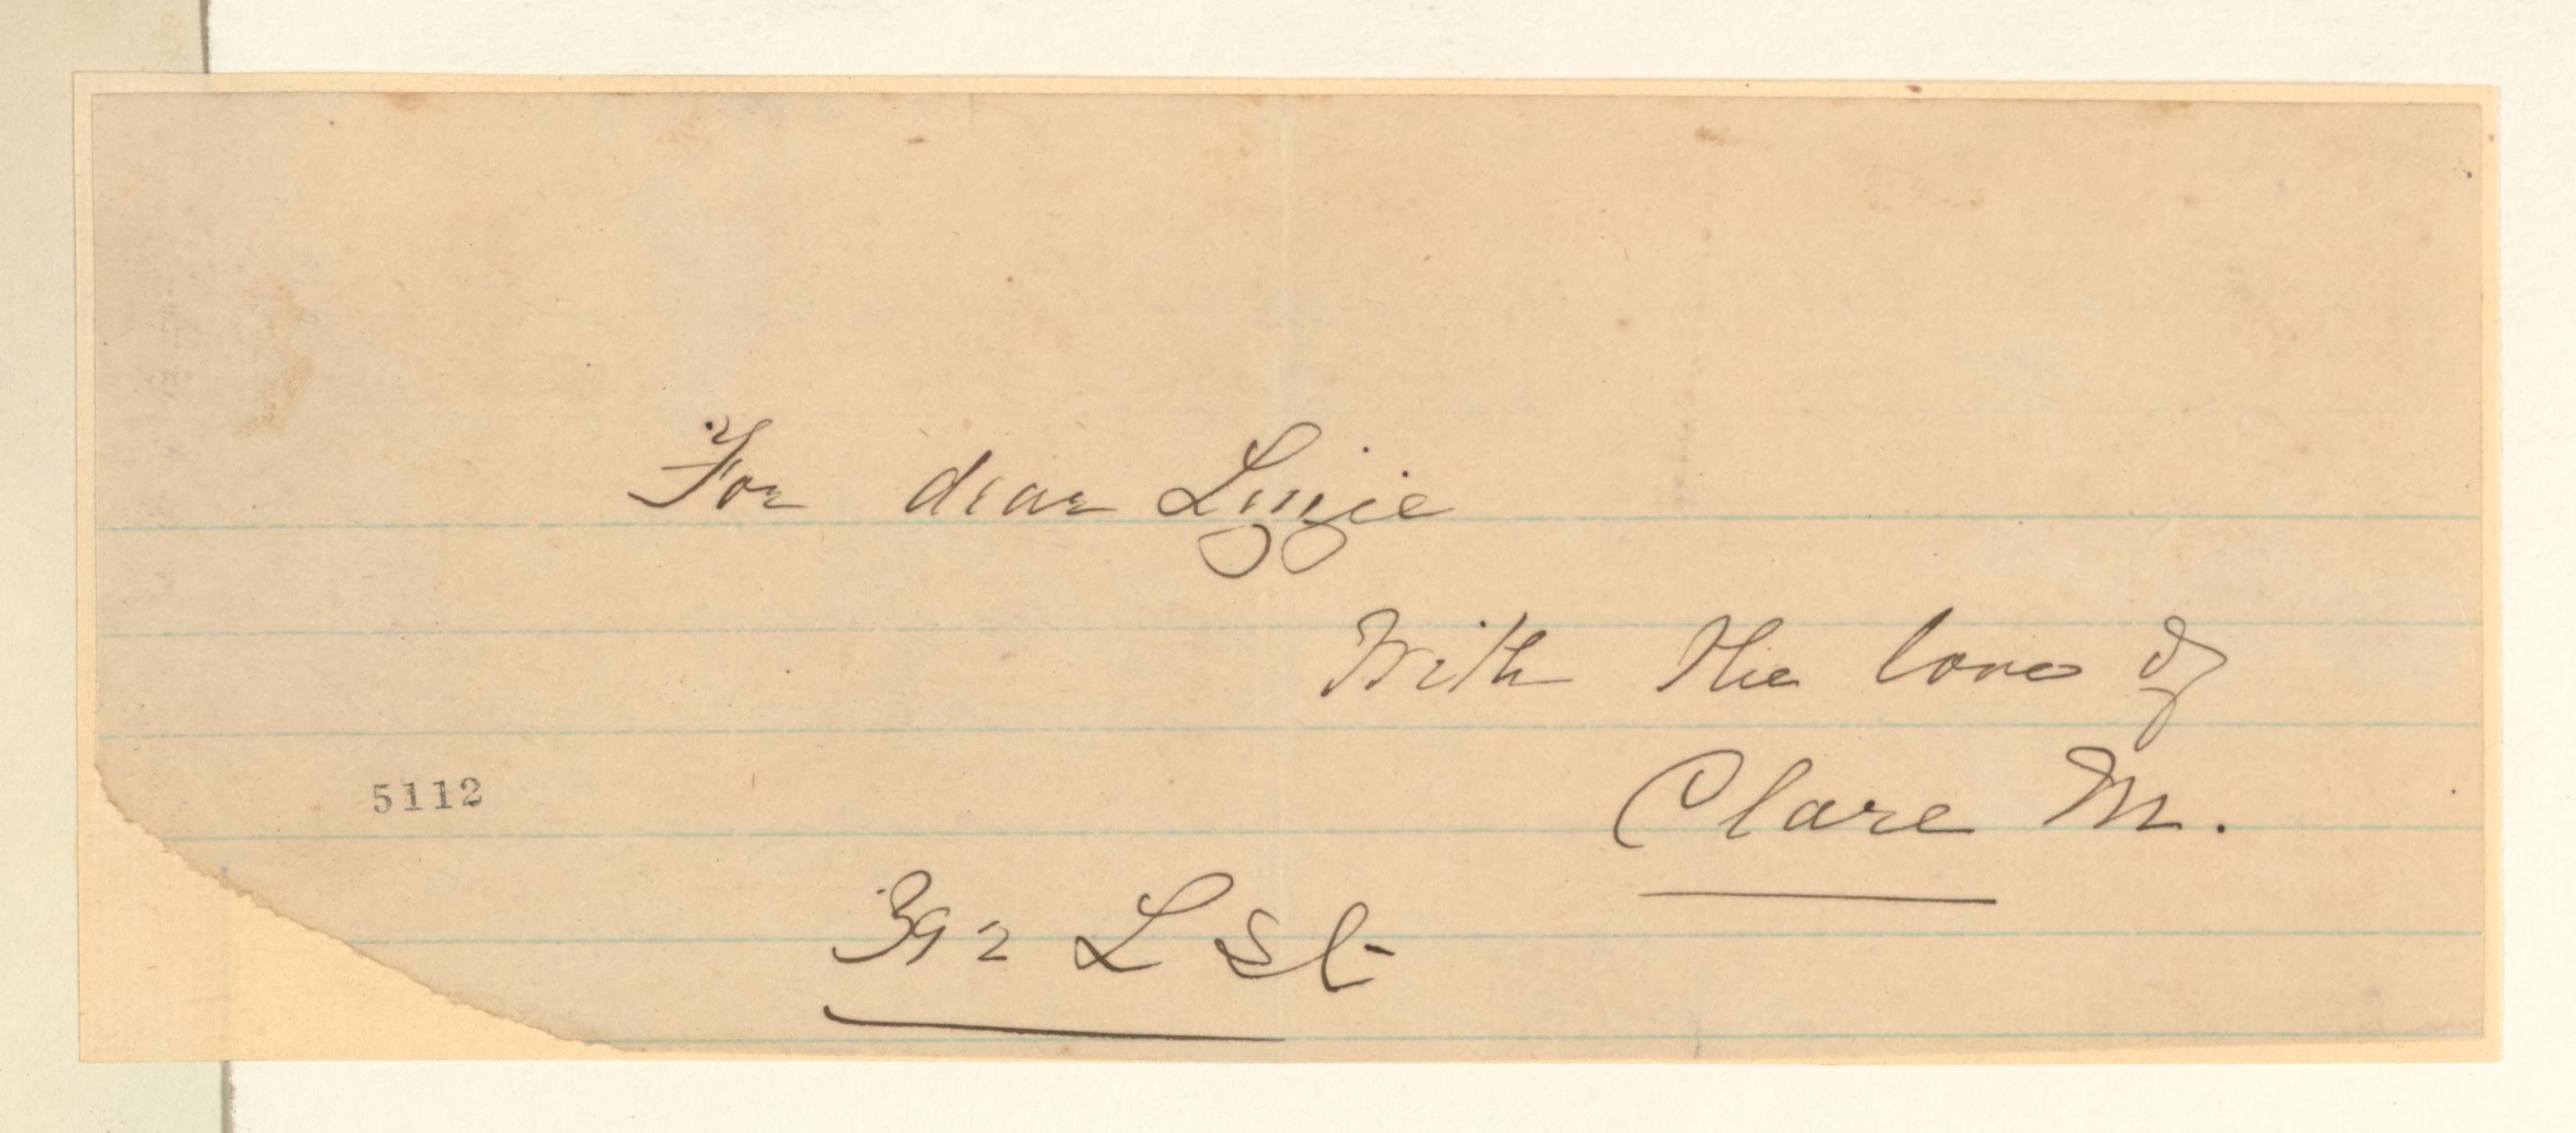 For dear Lizzie
With the love of
Clare M.
5112
392 L St-